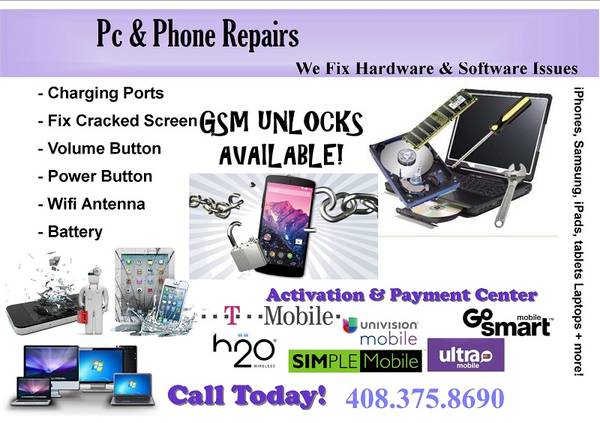 Pc & Phone Repairs
We Fix Hardware & Software Issues
- Charging Ports
- Fix Cracked Screen
- Volume Button
- Power Button
- Wifi Antenna
- Battery
GSM UNLOCKS
AVAILABLE!
iPhones, Samsung, iPads, tablets Laptops + more!
Activation & Payment Center
T Mobile
UNIVISION
mobile
Go smart mobile
h2o WIRELESS
SIMPLE Mobile
ultra mobile
Call Today! 408.375.8690